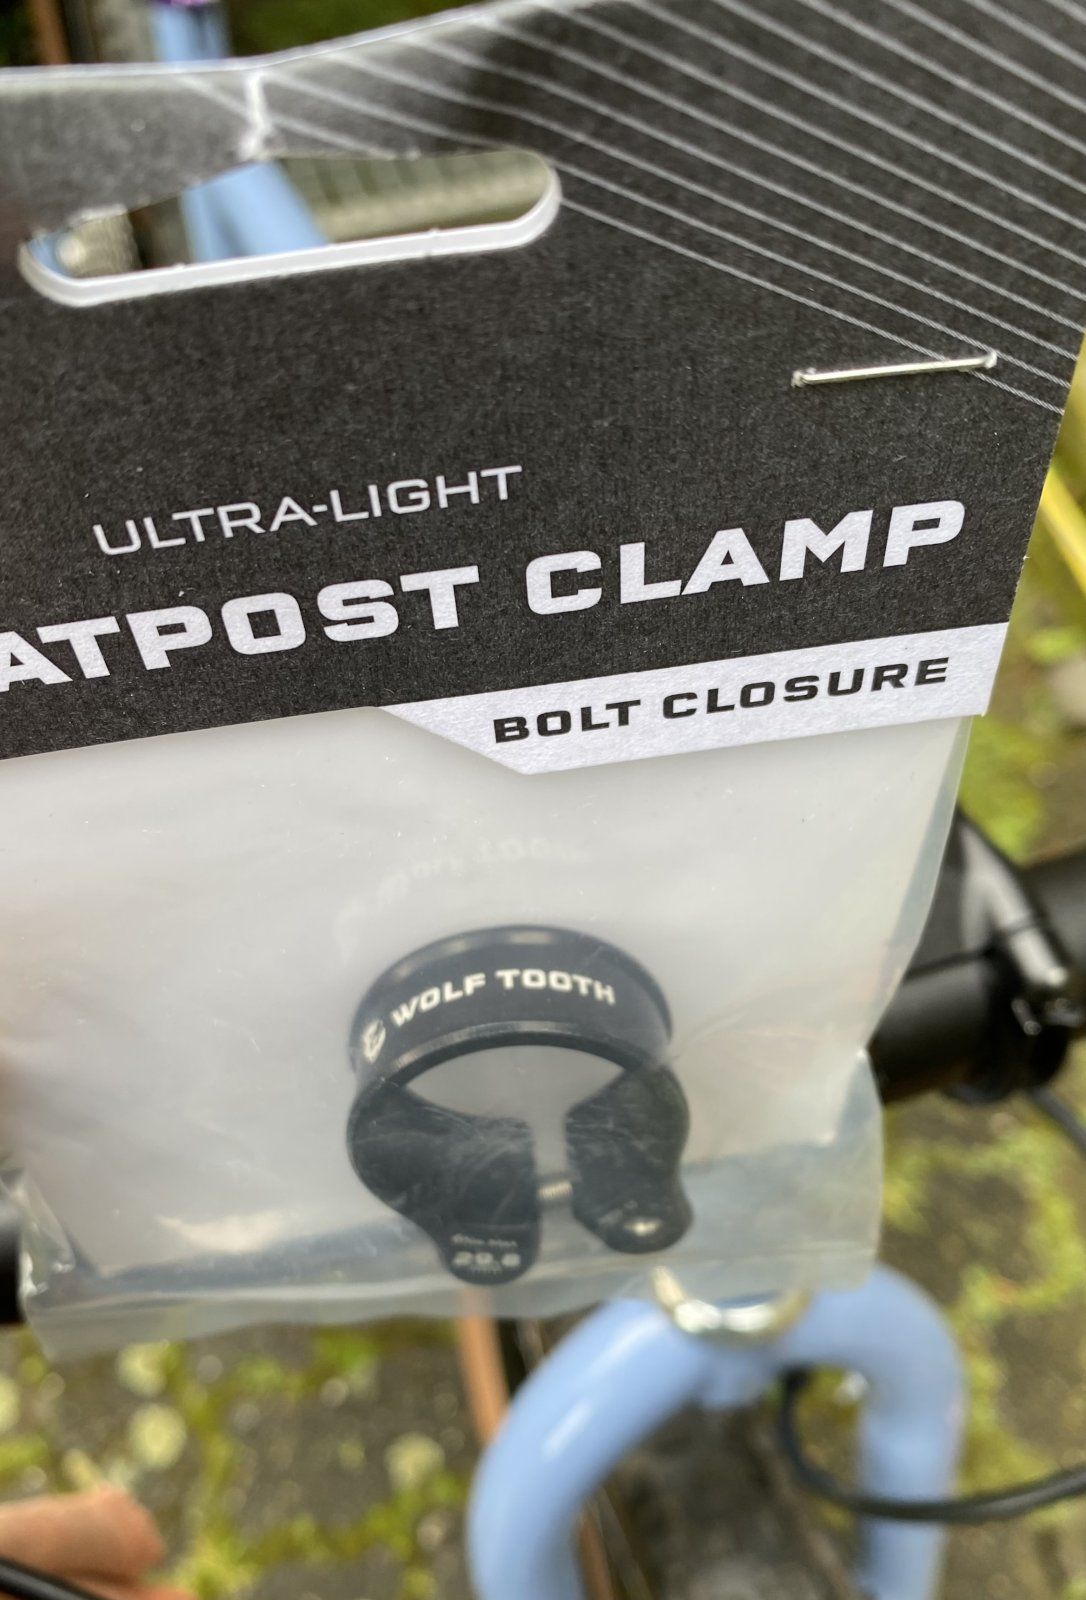 ULTRA-LIGHT
ATPOST CLAMP
BOLT CLOSURE
WOLF TOOTH